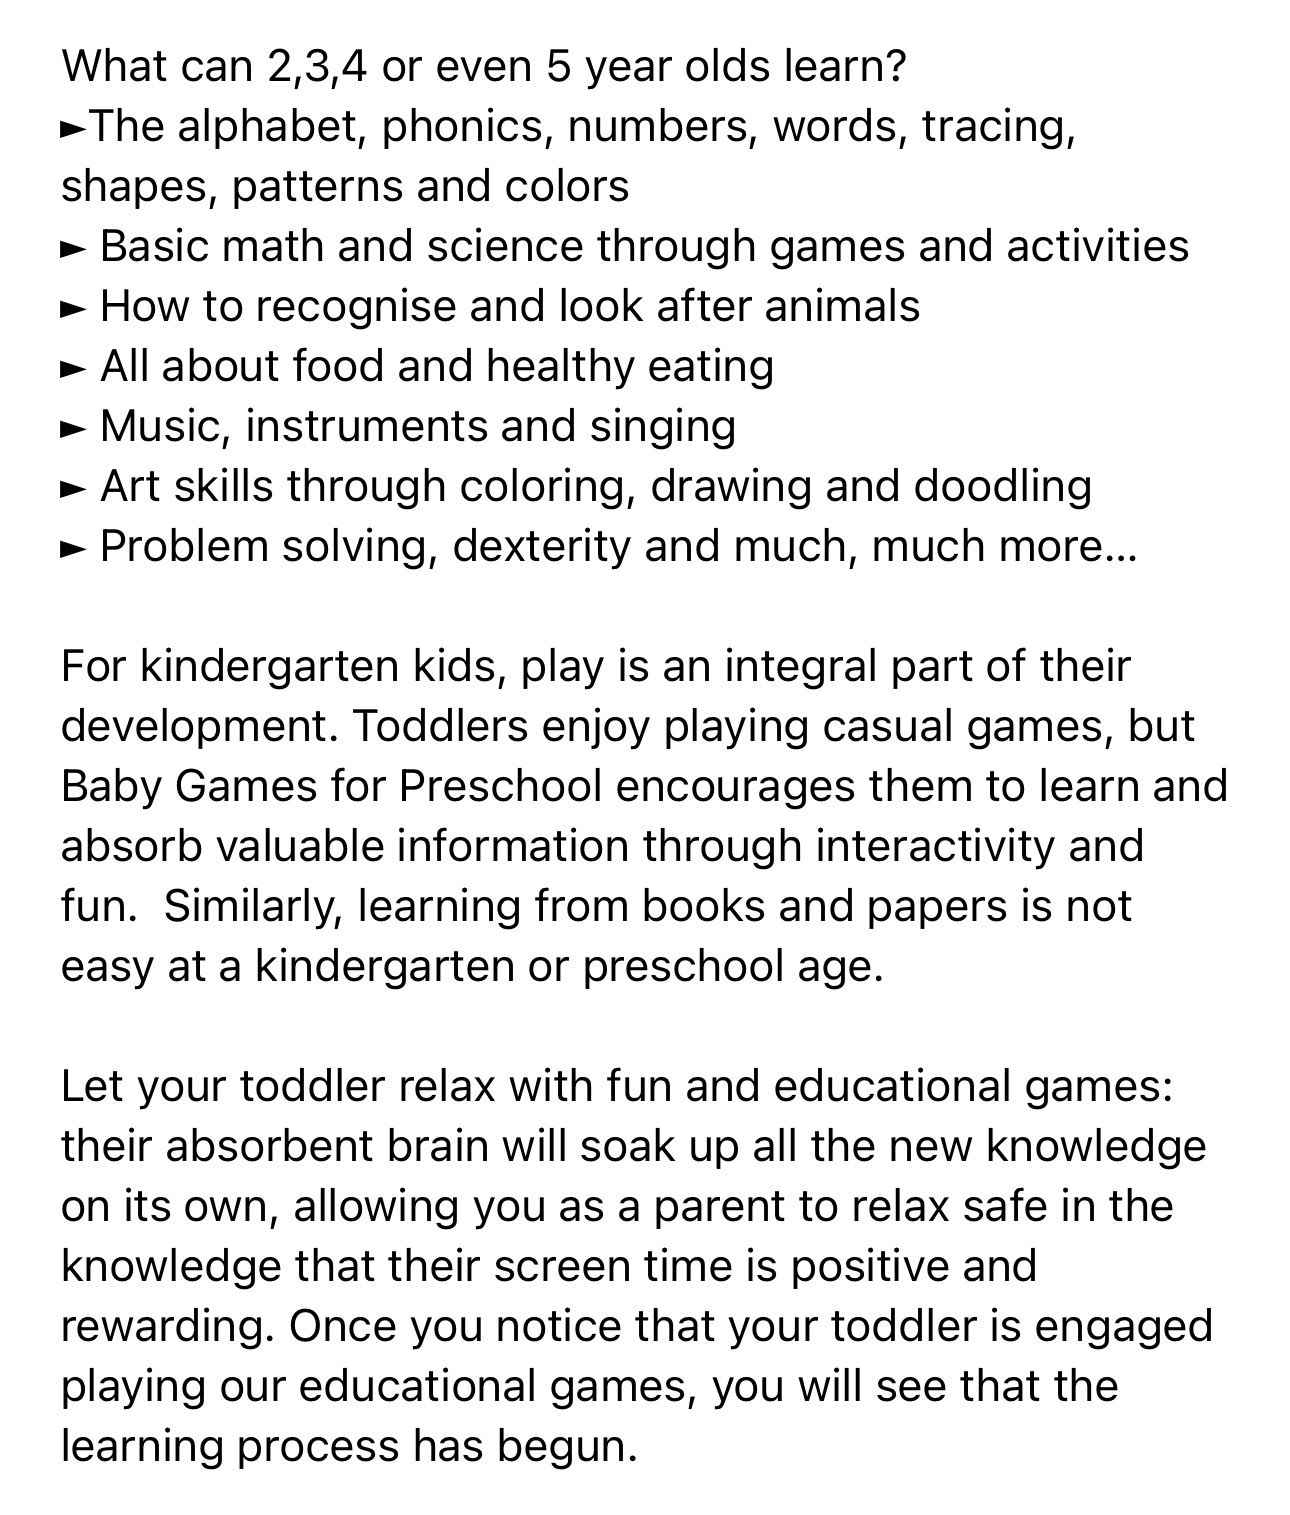 What can 2,3,4 or even 5 year olds learn?
►The alphabet, phonics, numbers, words, tracing,
shapes, patterns and colors
► Basic math and science through games and activities
► How to recognise and look after animals
► All about food and healthy eating
► Music, instruments and singing
► Art skills through coloring, drawing and doodling
► Problem solving, dexterity and much, much more...
For kindergarten kids, play is an integral part of their
development. Toddlers enjoy playing casual games, but
Baby Games for Preschool encourages them to learn and
absorb valuable information through interactivity and
fun.  Similarly, learning from books and papers is not
easy at a kindergarten or preschool age.
Let your toddler relax with fun and educational games:
their absorbent brain will soak up all the new knowledge
on its own, allowing you as a parent to relax safe in the
knowledge that their screen time is positive and
rewarding. Once you notice that your toddler is engaged
playing our educational games, you will see that the
learning process has begun.